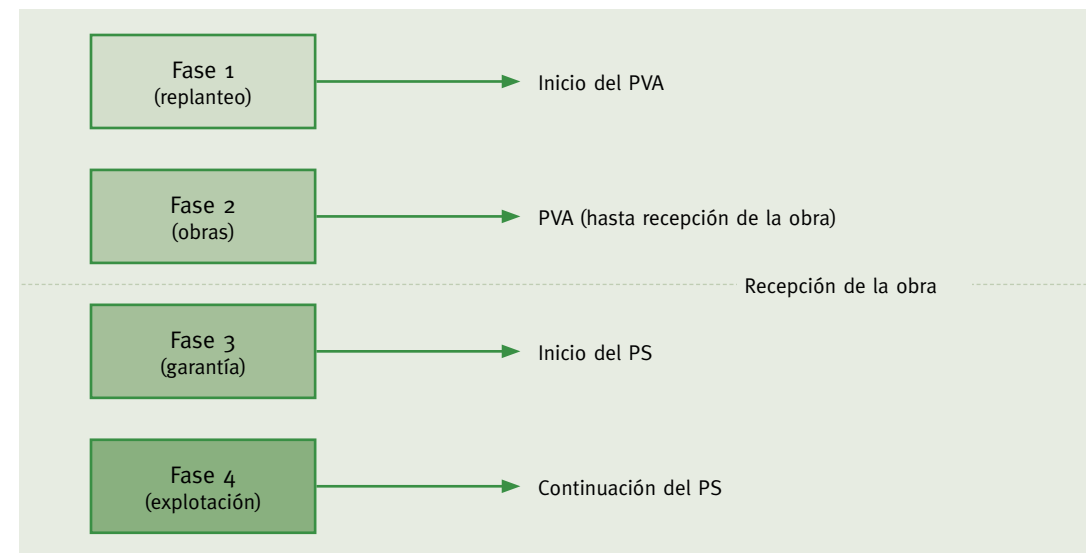 Fase 1
(replanteo)
Inicio del PVA
Fase 2
(obras)
PVA (hasta recepción de la obra)
Recepción de la obra
Fase 3
(garantía)
Inicio del PS
Fase 4
(explotación)
Continuación del PS